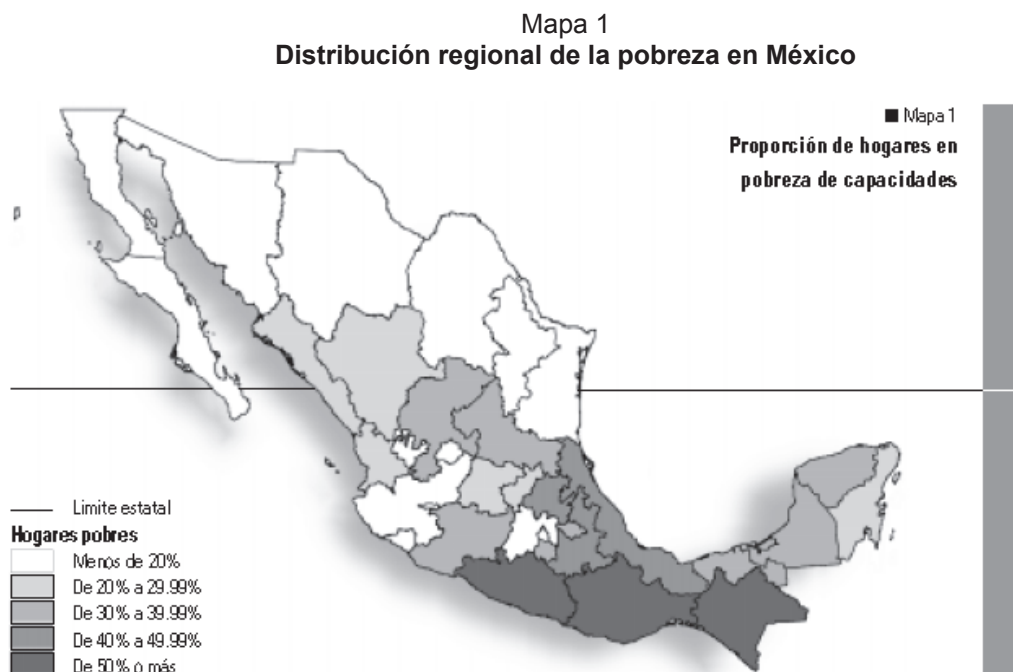 Mapa 1
Distribución regional de la pobreza en México
■ Mapa 1
Proporción de hogares en
pobreza de capacidades
Limite estatal
Hogares pobres
Menos de 20%
De 20% a 29.99%
De 30% a 39.99%
De 40% a 49.99%
De 50% o más